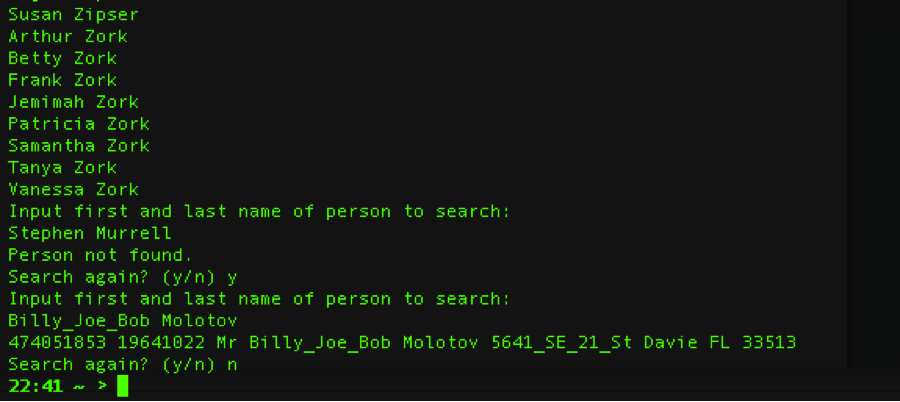 Susan Zipser
Arthur Zork
Betty Zork
Frank Zork
Jemimah Zork
Patricia Zork
Samantha Zork
Tanya Zork
Vanessa Zork
Input first and last name of person to search:
Stephen Murrell
Person not found.
Search again? (y/n) y
Input first and last name of person to search:
Billy_Joe_Bob Molotov
474051853 19641022 Mr Billy_Joe_Bob Molotov 5641_SE_21_St Davie FL 33513
Search again? (y/n) n
22:41 ~ >